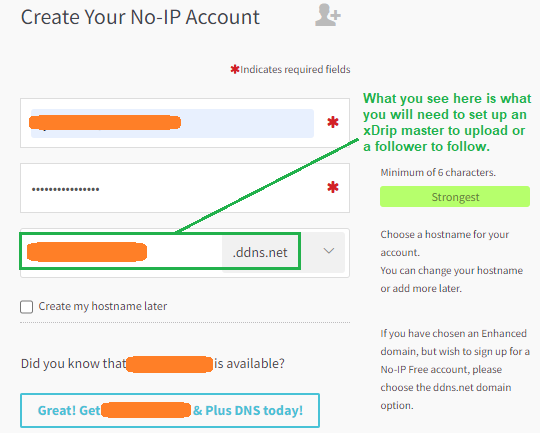 Create Your No-IP Account
✱Indicates required fields
What you see here is what
you will need to set up an
xDrip master to upload or
a follower to follow.
✱
Minimum of 6 characters.
•••••••••••••••• ✱
Strongest
.ddns.net
Choose a hostname for your
account.
You can change your hostname
or add more later.
Create my hostname later
If you have chosen an Enhanced
domain, but wish to sign up for a
No-IP Free account, please
choose the ddns.net domain
option.
Did you know that is available?
Great! Get & Plus DNS today!